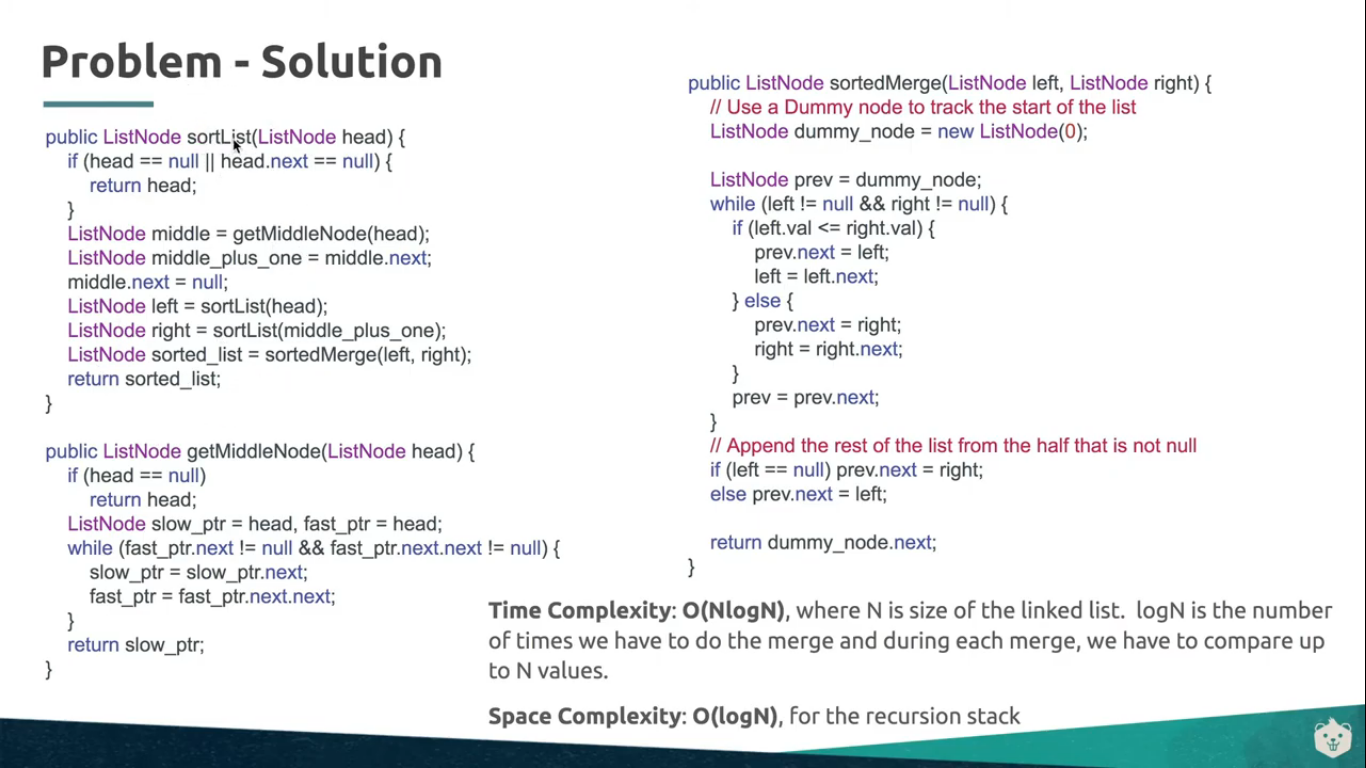 Problem - Solution
public ListNode sortList(ListNode head) {
if (head == null || head.next == null) {
return head;
}
ListNode middle = getMiddleNode(head);
ListNode middle_plus_one = middle.next;
middle.next = null;
ListNode left = sortList(head);
ListNode right = sortList(middle_plus_one);
ListNode sorted_list = sortedMerge(left, right);
return sorted_list;
}
public ListNode getMiddleNode(ListNode head) {
if (head == null)
return head;
ListNode slow_ptr = head, fast_ptr = head;
while (fast_ptr.next != null && fast_ptr.next.next != null) {
slow_ptr = slow_ptr.next;
fast_ptr = fast_ptr.next.next;
}
return slow_ptr;
}
public ListNode sortedMerge(ListNode left, ListNode right) {
// Use a Dummy node to track the start of the list
ListNode dummy_node = new ListNode(0);
ListNode prev = dummy_node;
while (left != null && right != null) {
if (left.val <= right.val) {
prev.next = left;
left = left.next;
} else {
prev.next = right;
right = right.next;
}
prev = prev.next;
}
// Append the rest of the list from the half that is not null
if (left == null) prev.next = right;
else prev.next = left;
return dummy_node.next;
}
Time Complexity: O(NlogN), where N is size of the linked list. logN is the number
of times we have to do the merge and during each merge, we have to compare up
to N values.
Space Complexity: O(logN), for the recursion stack